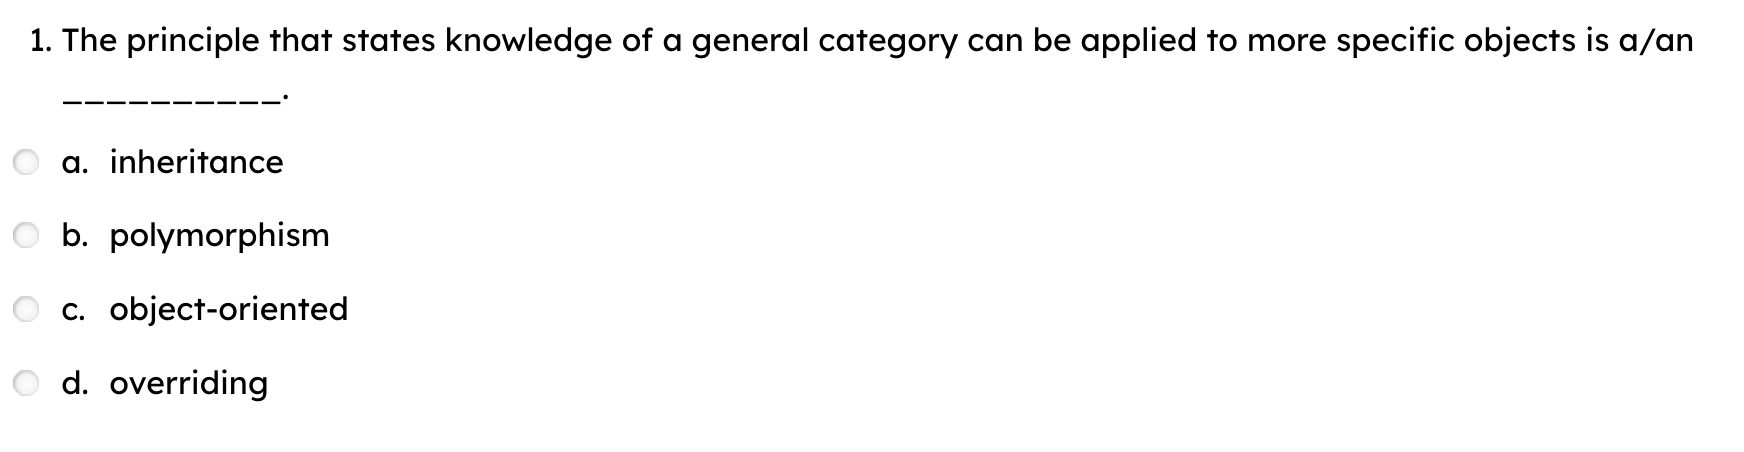 1. The principle that states knowledge of a general category can be applied to more specific objects is a/an
__________.
a. inheritance
b. polymorphism
c. object-oriented
d. overriding